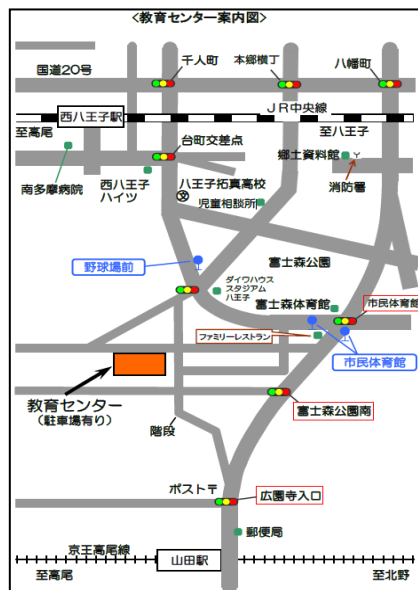 <教育センター案内図>
千人町
本郷横丁
八幡町
国道20号
JR中央線
西八王子駅
至高尾
至八王子
台町交差点
郷土資料館
消防署
南多摩病院
西八王子
ハイツ
八王子拓真高校
児童相談所
野球場前
富士森公園
ダイワハウス
スタジアム
八王子
富士森体育館
市民体育館
ファミリーレストラン
市民体育館
教育センター
(駐車場有り)
階段
富士森公園南
ポスト〒
広園寺入口
郵便局
京王高尾線
山田駅
至高尾
至北野